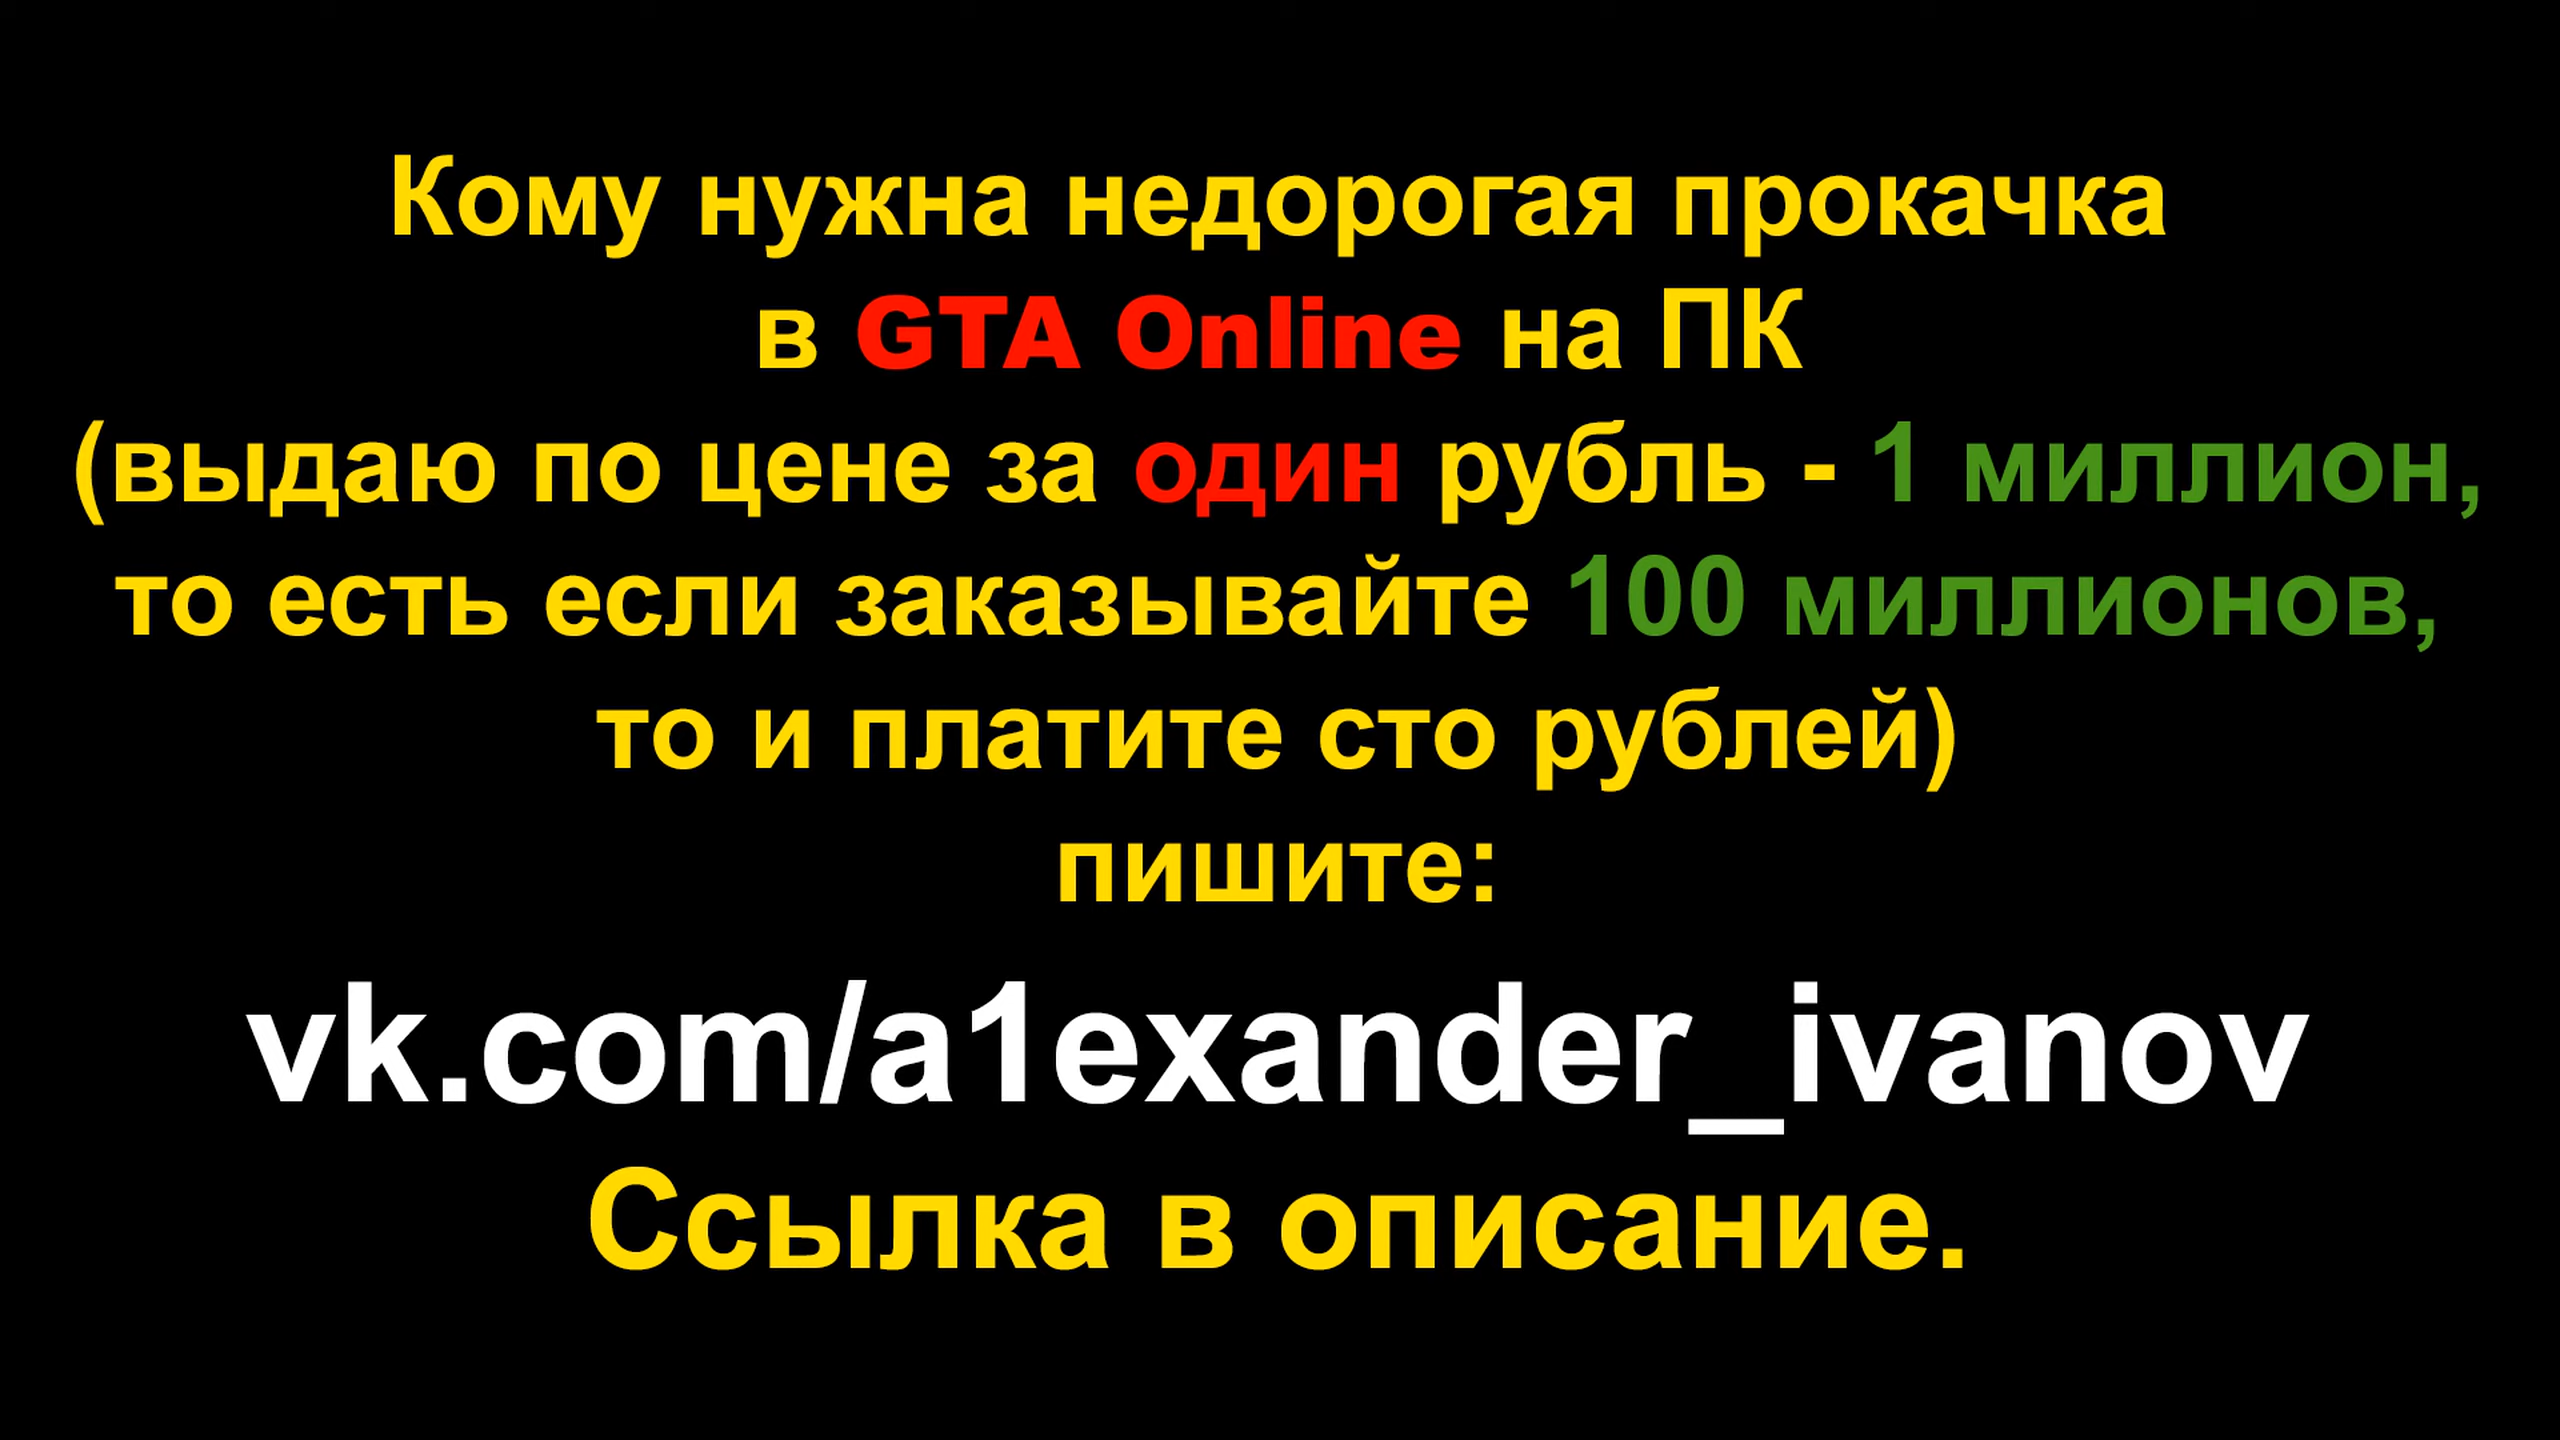 Кому нужна недорогая прокачка
в GTA Online на ПК
(выдаю по цене за один рубль - 1 миллион,
то есть если заказывайте 100 миллионов,
то и платите сто рублей)
пишите:
vk.com/a1exander_ivanov
Ссылка в описание.